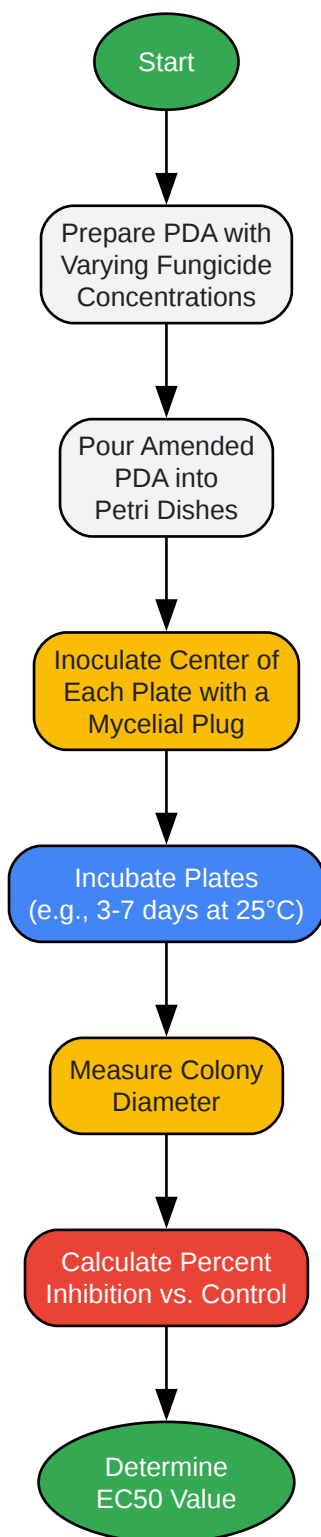 Start
Prepare PDA with
Varying Fungicide
Concentrations
Pour Amended
PDA into
Petri Dishes
Inoculate Center of
Each Plate with a
Mycelial Plug
Incubate Plates
(e.g., 3-7 days at 25°C)
Measure Colony
Diameter
Calculate Percent
Inhibition vs. Control
Determine
EC50 Value